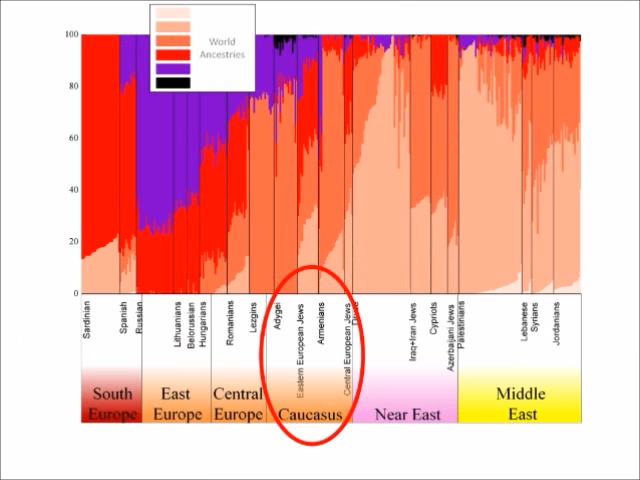 World
Ancestries
100
80
60
40
20
0
Sardinian
Spanish
Russian
Lithuanians
Belorussian
Hungarians
Romanians
Lezgins
Adygei
Eastern European Jews
Armenians
Central European Jews
Druze
Iraq+Iran Jews
Cypriots
Azerbaijani Jews
Palestinians
Lebanese
Syrians
Jordanians
South
Europe
East
Europe
Central
Europe
Caucasus
Near East
Middle
East